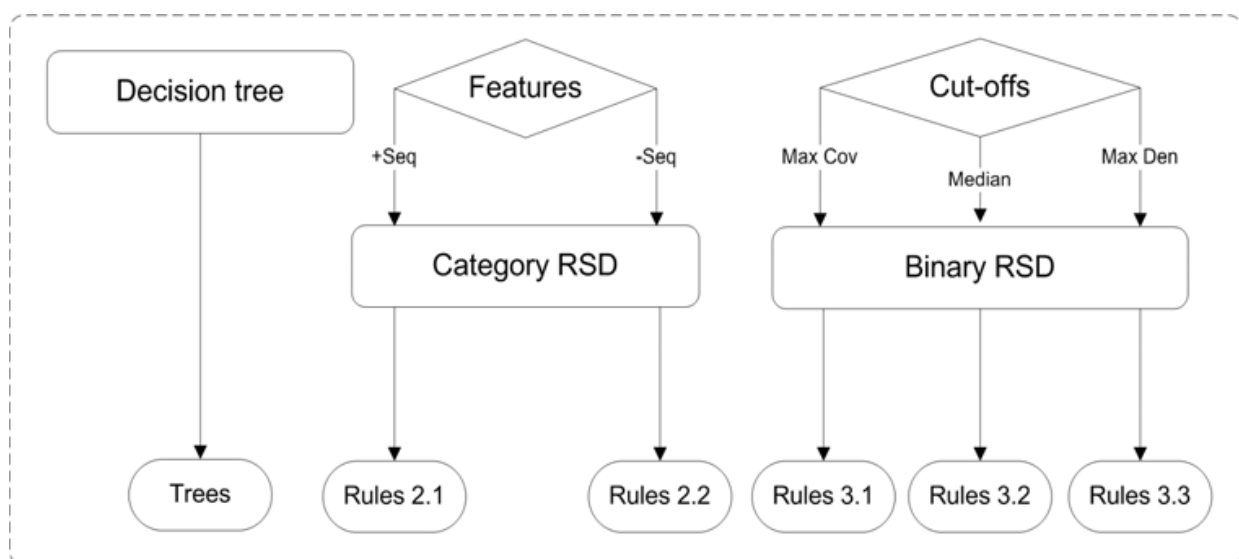 Decision tree
Features
Cut-offs
+Seq
-Seq
Max Cov
Median
Max Den
Category RSD
Binary RSD
Trees
Rules 2.1
Rules 2.2
Rules 3.1
Rules 3.2
Rules 3.3